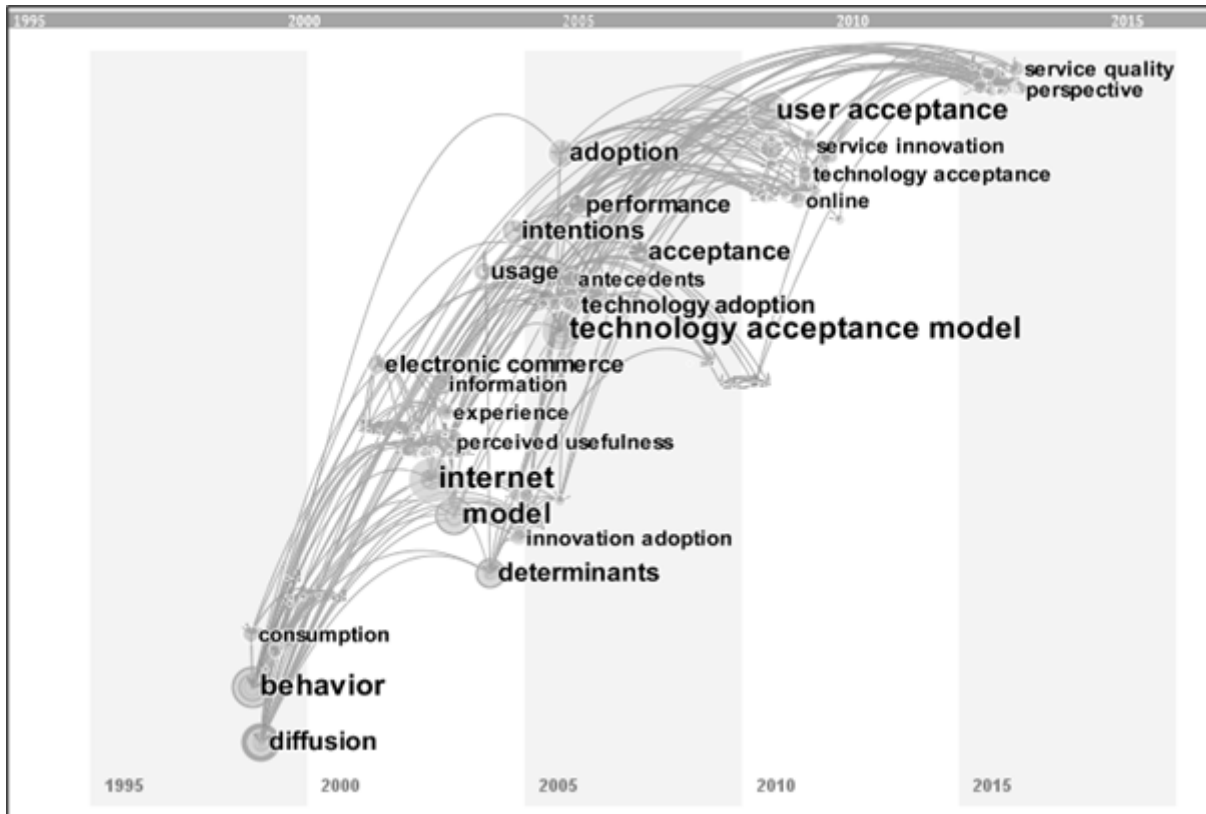 1995 2000 2005 2010 2015
service quality
perspective
user acceptance
service innovation
adoption
technology acceptance
online
performance
intentions
acceptance
usage
antecedents
technology adoption
technology acceptance model
electronic commerce
information
experience
perceived usefulness
internet
model
innovation adoption
determinants
consumption
behavior
diffusion
1995 2000 2005 2010 2015